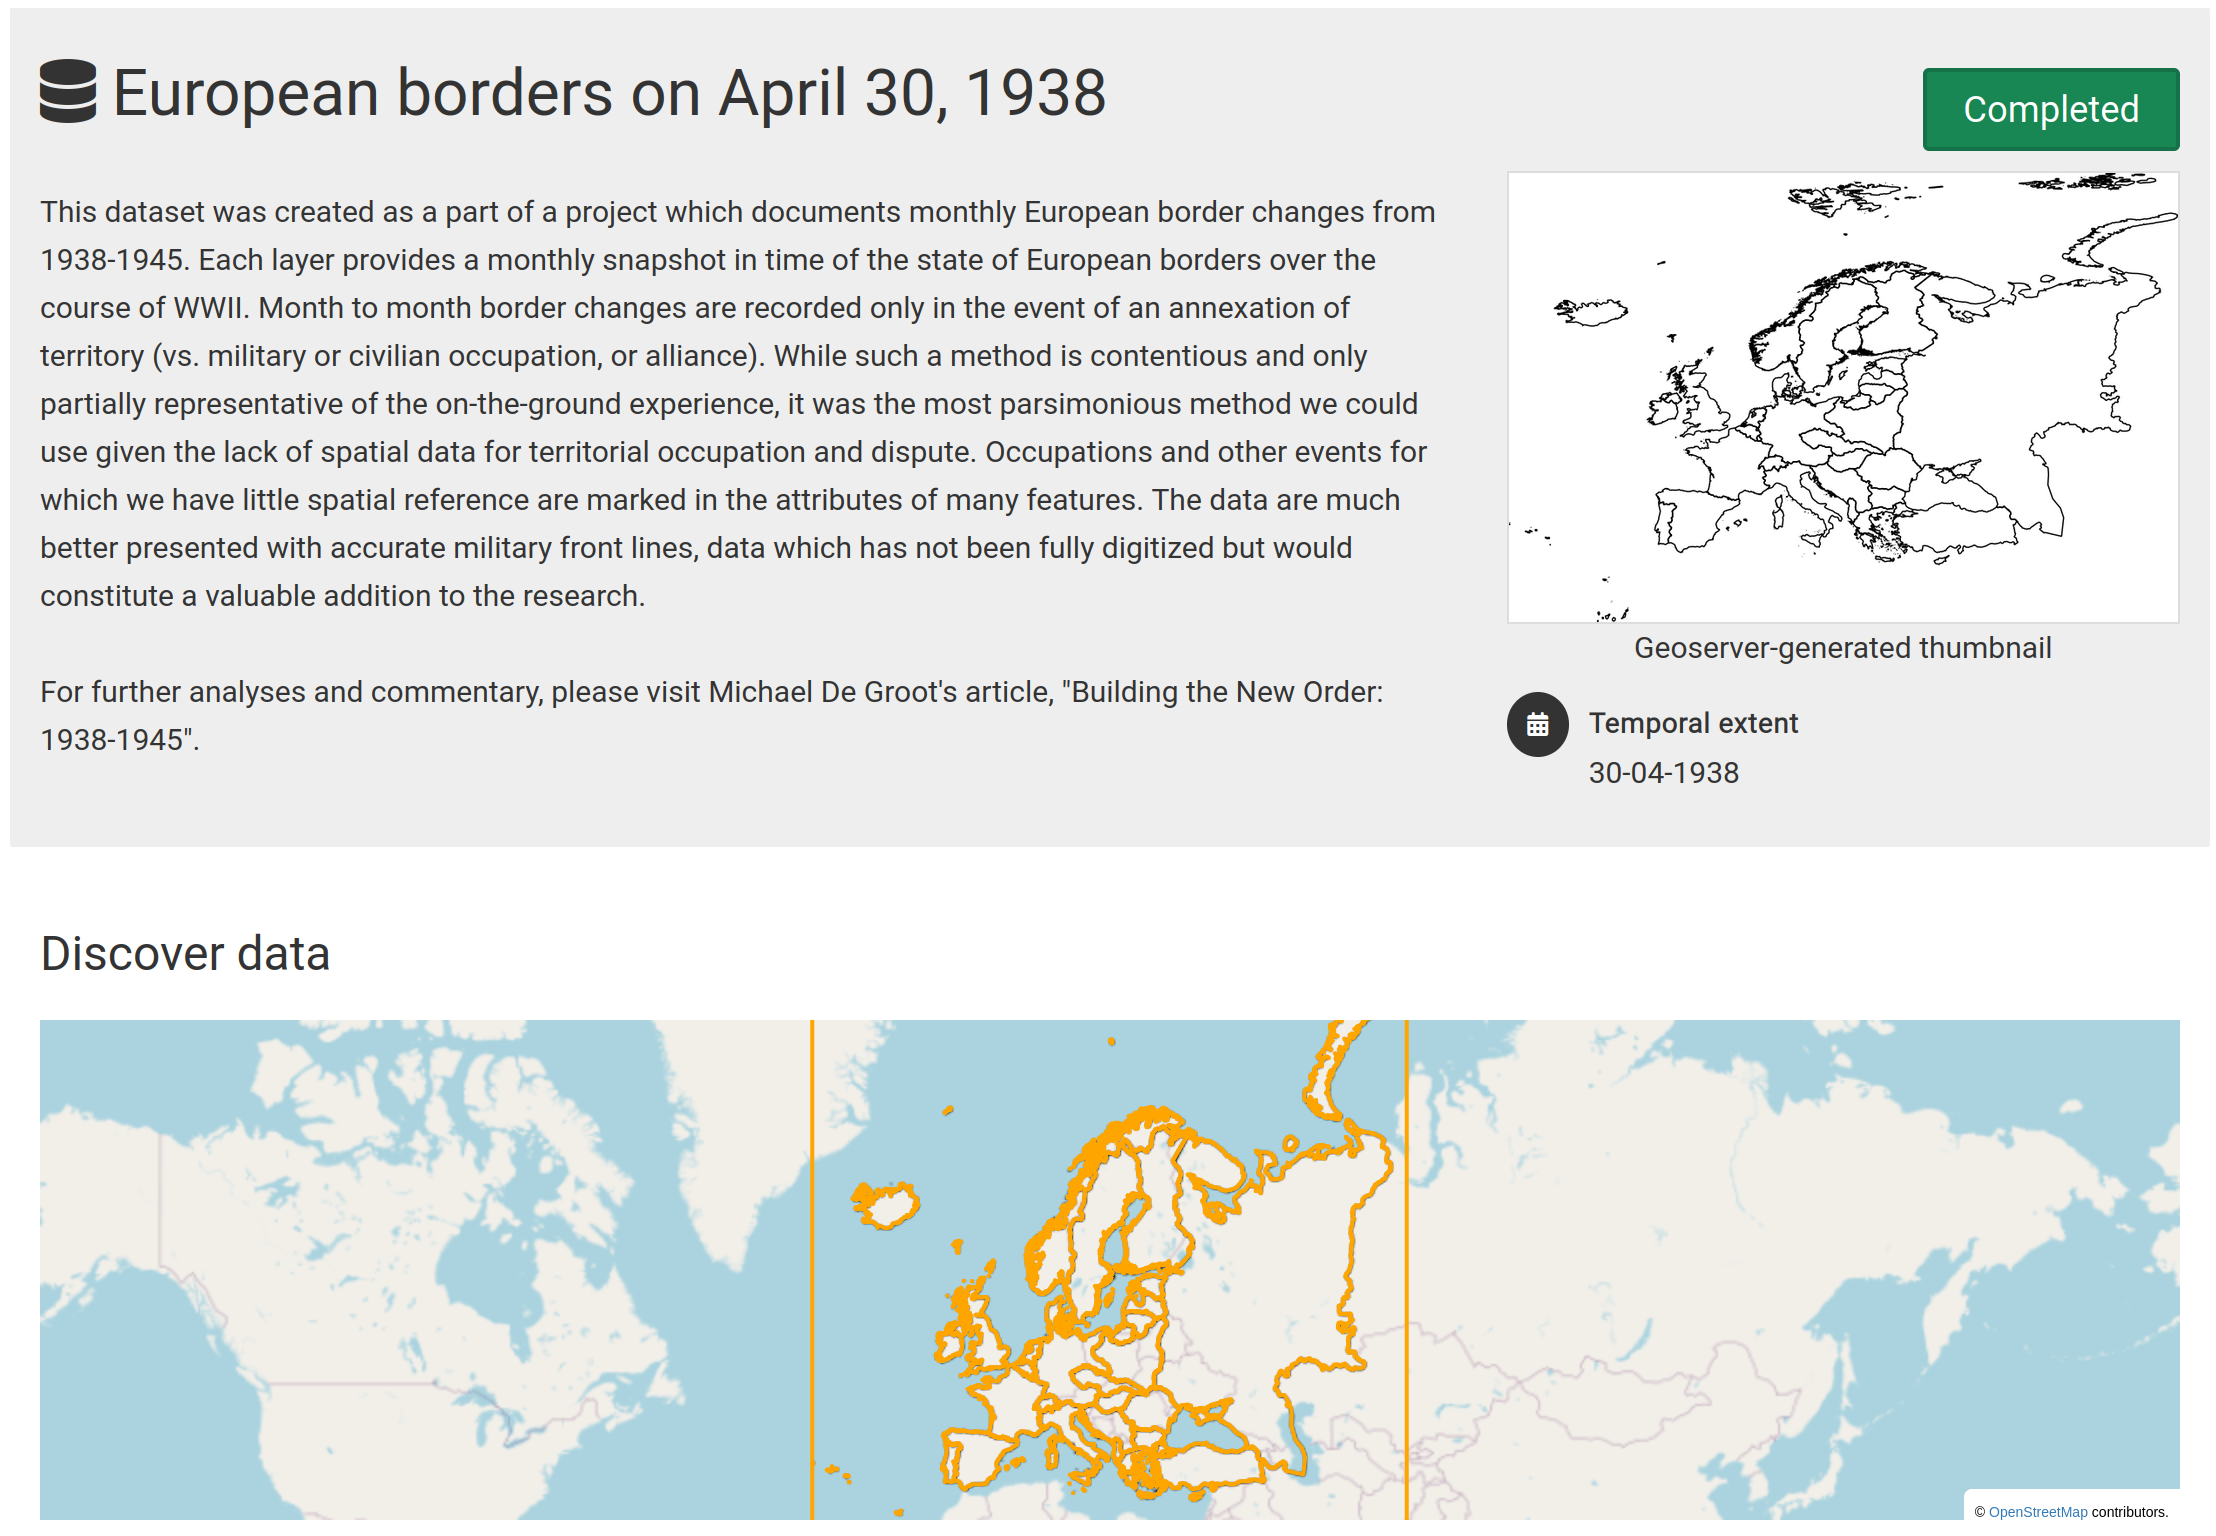 European borders on April 30, 1938
Completed
This dataset was created as a part of a project which documents monthly European border changes from
1938-1945. Each layer provides a monthly snapshot in time of the state of European borders over the
course of WWII. Month to month border changes are recorded only in the event of an annexation of
territory (vs. military or civilian occupation, or alliance). While such a method is contentious and only
partially representative of the on-the-ground experience, it was the most parsimonious method we could
use given the lack of spatial data for territorial occupation and dispute. Occupations and other events for
which we have little spatial reference are marked in the attributes of many features. The data are much
better presented with accurate military front lines, data which has not been fully digitized but would
constitute a valuable addition to the research.
For further analyses and commentary, please visit Michael De Groot's article, "Building the New Order:
1938-1945".
Geoserver-generated thumbnail
Temporal extent
30-04-1938
Discover data
© OpenStreetMap contributors.